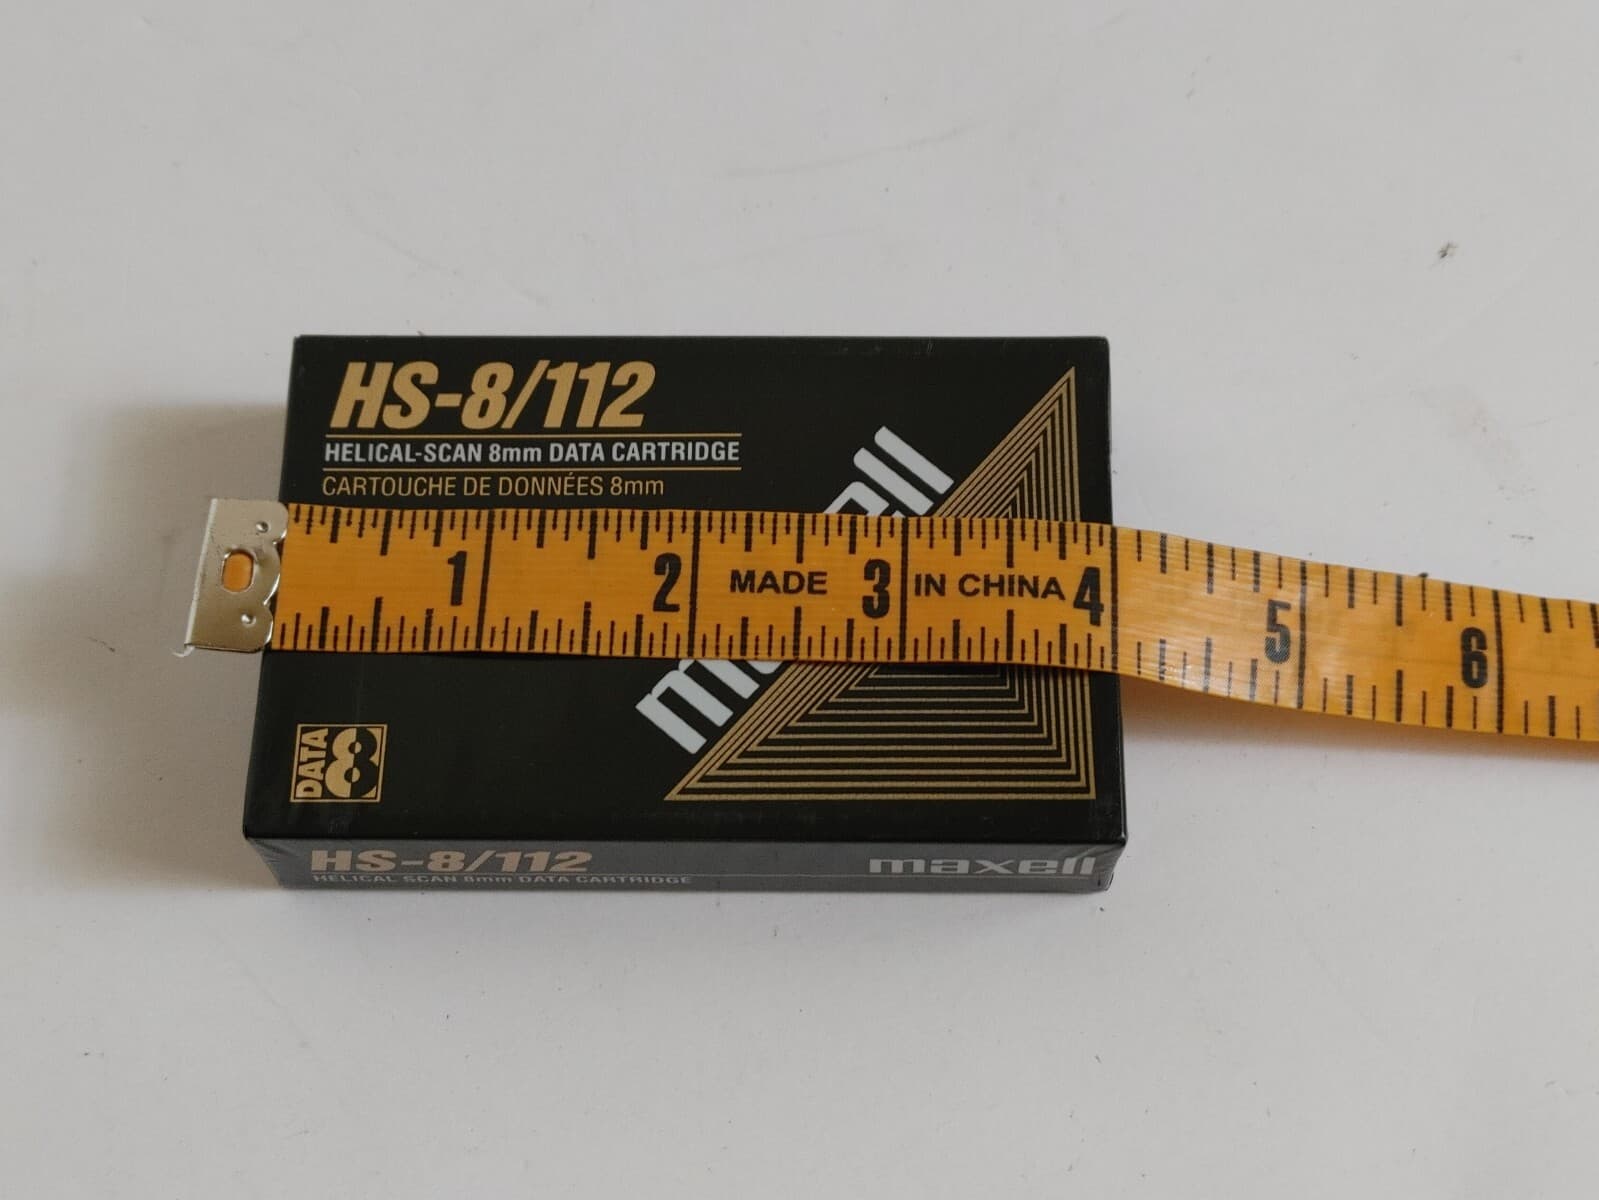 HS-8/112
HELICAL-SCAN 8mm DATA CARTRIDGE
CARTOUCHE DE DONNÉES 8mm
1 2 MADE 3 IN CHINA 4 5 6
maxell
DATA 8
HS-8/112 maxell
HELICAL SCAN 8mm DATA CARTRIDGE